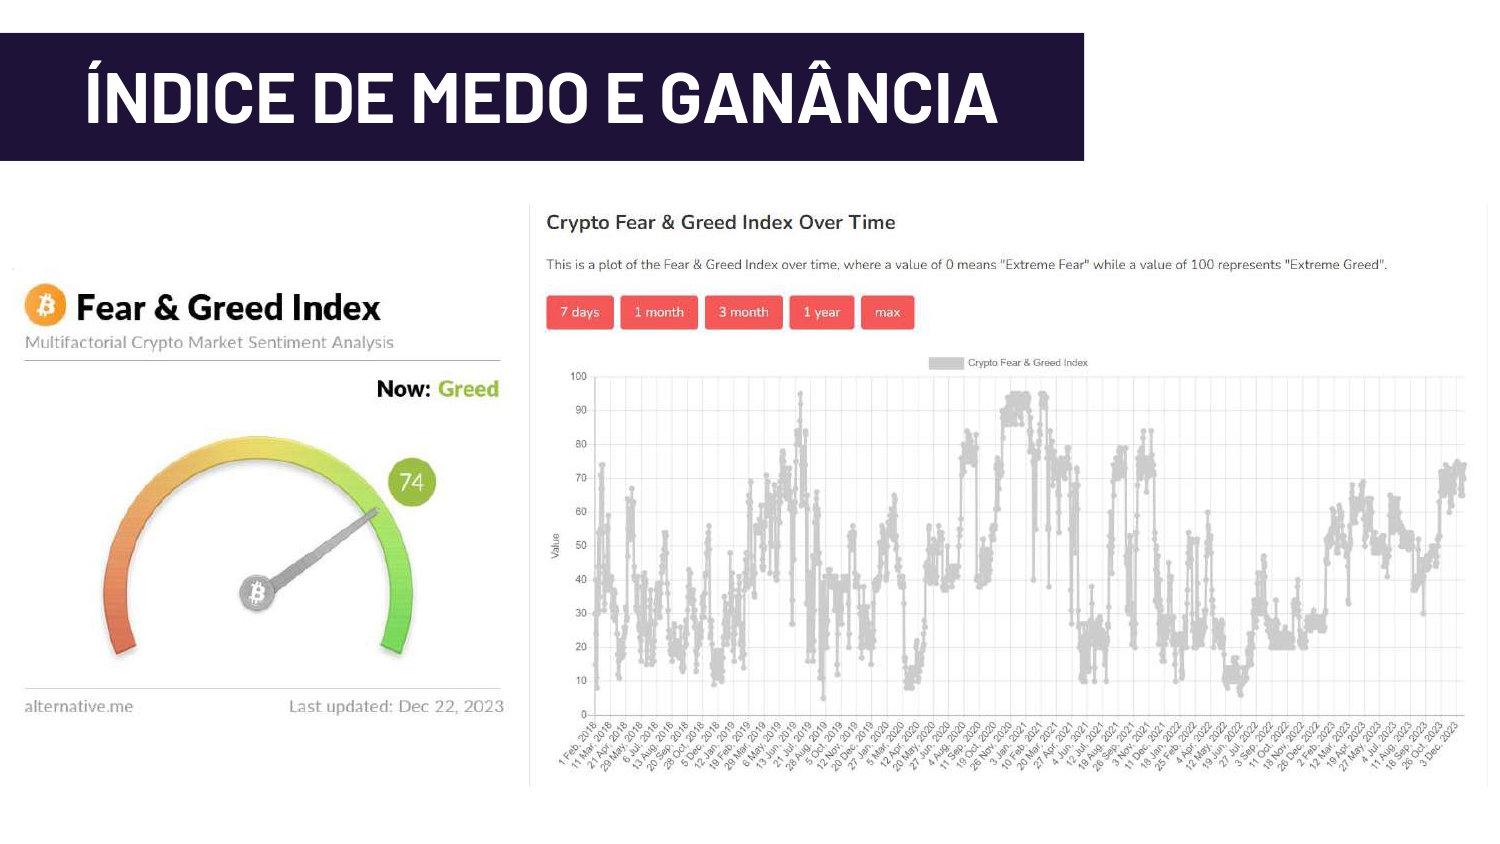 ÍNDICE DE MEDO E GANÂNCIA
Fear & Greed Index
Multifactorial Crypto Market Sentiment Analysis
Now: Greed
74
alternative.me
Last updated: Dec 22, 2023
Crypto Fear & Greed Index Over Time
This is a plot of the Fear & Greed Index over time, where a value of 0 means "Extreme Fear" while a value of 100 represents "Extreme Greed".
7 days
1 month
3 month
1 year
max
Crypto Fear & Greed Index
Value
100
90
80
70
60
50
40
30
20
10
0
1 Feb, 2018
11 Mar, 2018
21 Apr, 2018
29 May, 2018
6 Jul, 2018
13 Aug, 2018
20 Sep, 2018
28 Oct, 2018
5 Dec, 2018
12 Jan, 2019
19 Feb, 2019
29 Mar, 2019
6 May, 2019
13 Jun, 2019
21 Jul, 2019
28 Aug, 2019
5 Oct, 2019
12 Nov, 2019
20 Dec, 2019
27 Jan, 2020
5 Mar, 2020
12 Apr, 2020
20 May, 2020
27 Jun, 2020
4 Aug, 2020
11 Sep, 2020
19 Oct, 2020
26 Nov, 2020
3 Jan, 2021
10 Feb, 2021
20 Mar, 2021
27 Apr, 2021
4 Jun, 2021
12 Jul, 2021
19 Aug, 2021
26 Sep, 2021
3 Nov, 2021
11 Dec, 2021
18 Jan, 2022
25 Feb, 2022
4 Apr, 2022
12 May, 2022
19 Jun, 2022
27 Jul, 2022
3 Sep, 2022
11 Oct, 2022
18 Nov, 2022
26 Dec, 2022
2 Feb, 2023
12 Mar, 2023
19 Apr, 2023
27 May, 2023
4 Jul, 2023
11 Aug, 2023
18 Sep, 2023
26 Oct, 2023
3 Dec, 2023